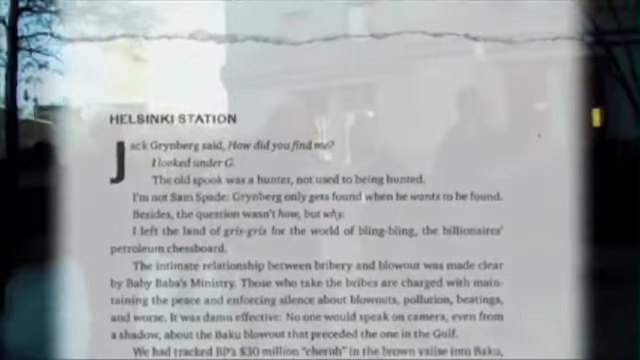 HELSINKI STATION
Jack Grynberg said, How did you find me?
I looked under G.
The old spook was a hunter, not used to being hunted.
I'm not Sam Spade: Grynberg only gets found when he wants to be found.
Besides, the question wasn't how, but why.
I left the land of gris-gris for the world of bling-bling, the billionaires'
petroleum chessboard.
The intimate relationship between bribery and blowout was made clear
by Baby Baba's Ministry. Those who take the bribes are charged with main-
taining the peace and enforcing silence about blowouts, pollution, beatings,
and worse. It was damn effective: No one would speak on camera, even from
a shadow, about the Baku blowout that preceded the one in the Gulf.
We had tracked BP's $30 million "cherub" in the brown valise into Baku,